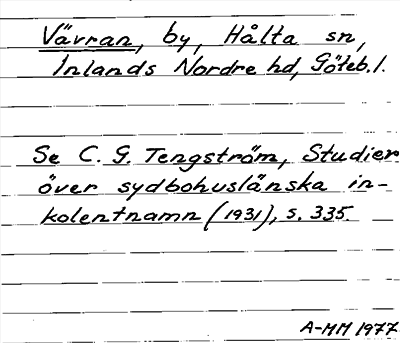 Vävran, by, Hålta sn,
Inlands Nordre hd, Göteb. l.
Se C. G. Tengström, Studier
över sydbohuslänska in-
kolentnamn (1931), s. 335.
A-MM 1977